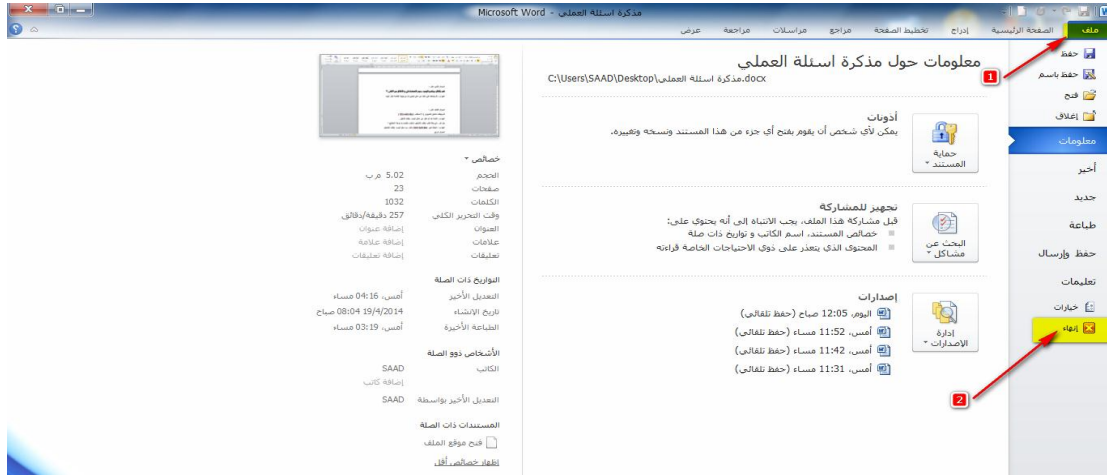 مذكرة اسئلة العملي - Microsoft Word
ملف الصفحة الرئيسية إدراج تخطيط الصفحة مراجع مراسلات مراجعة عرض
حفظ
حفظ باسم
فتح
إغلاق
معلومات
أخير
جديد
طباعة
حفظ وإرسال
تعليمات
خيارات
إنهاء
1
2
معلومات حول مذكرة اسئلة العملي
C:\Users\SAAD\Desktop\مذكرة اسئلة العملي.docx
حماية
المستند
أذونات
يمكن لأي شخص أن يقوم بفتح أي جزء من هذا المستند ونسخه وتغييره.
البحث عن
مشاكل
تجهيز للمشاركة
قبل مشاركة هذا الملف، يجب الانتباه إلى أنه يحتوي على:
خصائص المستند، اسم الكاتب و تواريخ ذات صلة
المحتوى الذي يتعذر على ذوي الاحتياجات الخاصة قراءته
إدارة
الإصدارات
إصدارات
اليوم، 12:05 صباح (حفظ تلقائي)
أمس، 11:52 مساء (حفظ تلقائي)
أمس، 11:42 مساء (حفظ تلقائي)
أمس، 11:31 مساء (حفظ تلقائي)
خصائص
الحجم 5.02 م ب
صفحات 23
الكلمات 1032
وقت التحرير الكلي 257 دقيقة/دقائق
العنوان إضافة عنوان
علامات إضافة علامة
تعليقات إضافة تعليقات
التواريخ ذات الصلة
التعديل الأخير أمس، 04:16 مساء
تاريخ الإنشاء 19/4/2014 08:04 صباح
الطباعة الأخيرة أمس، 03:19 مساء
الأشخاص ذوو الصلة
الكاتب SAAD
إضافة كاتب
التعديل الأخير بواسطة SAAD
المستندات ذات الصلة
فتح موقع الملف
إظهار خصائص أقل